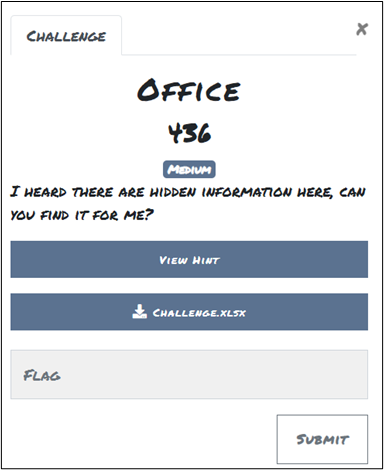 Challenge
x
Office
436
Medium
I heard there are hidden information here, can
you find it for me?
View Hint
Challenge.xlsx
Flag
Submit